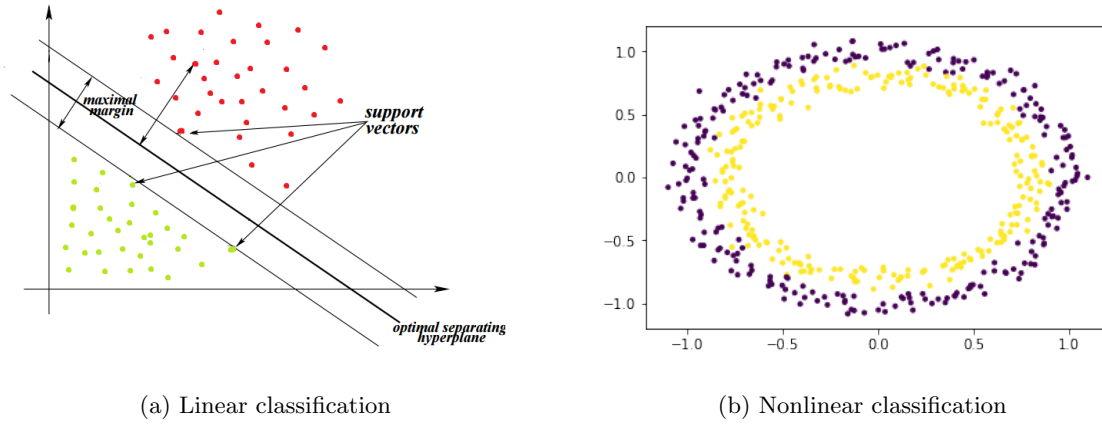 maximal
margin
support
vectors
optimal separating
hyperplane
1.0
0.5
0.0
−0.5
−1.0
−1.0
−0.5
0.0
0.5
1.0
(a) Linear classification
(b) Nonlinear classification